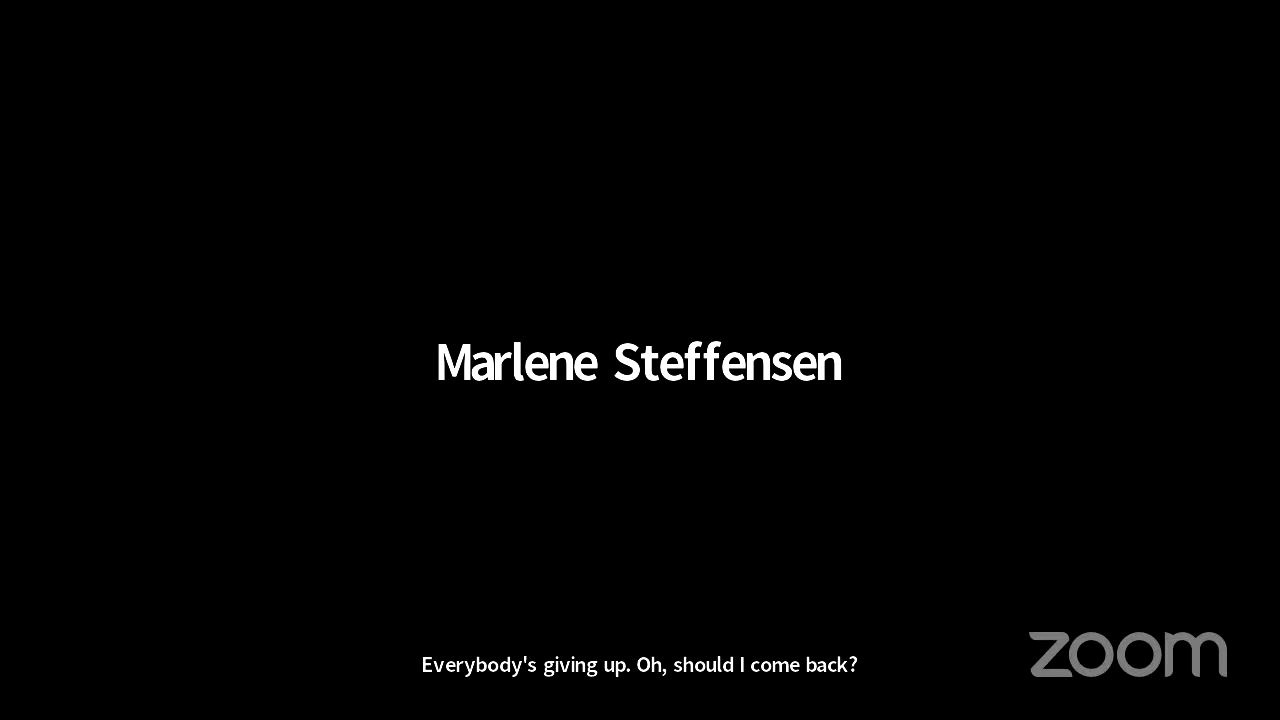 Marlene Steffensen
Everybody's giving up. Oh, should I come back?
zoom